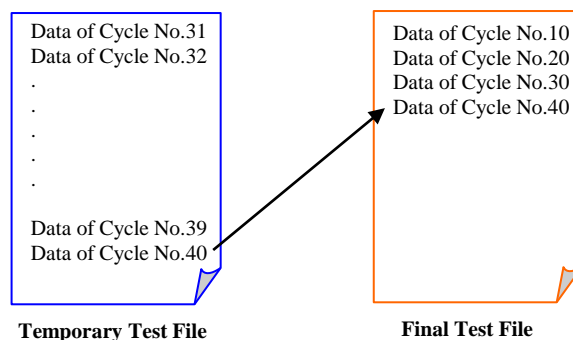 Data of Cycle No.31
Data of Cycle No.32
.
.
.
.
.
Data of Cycle No.39
Data of Cycle No.40
Temporary Test File
Data of Cycle No.10
Data of Cycle No.20
Data of Cycle No.30
Data of Cycle No.40
Final Test File